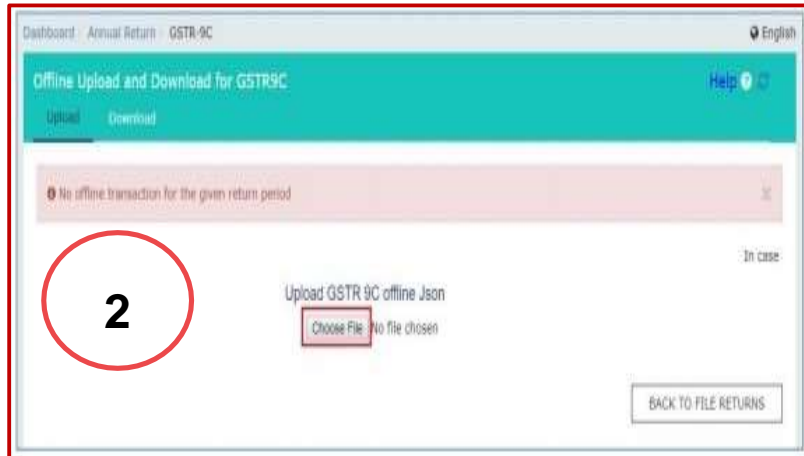 Dashboard Annual Return GSTR-9C English
Offline Upload and Download for GSTR9C Help ?
Upload Download
No offline transaction for the given return period
In case
2
Upload GSTR 9C offline Json
Choose File No file chosen
BACK TO FILE RETURNS